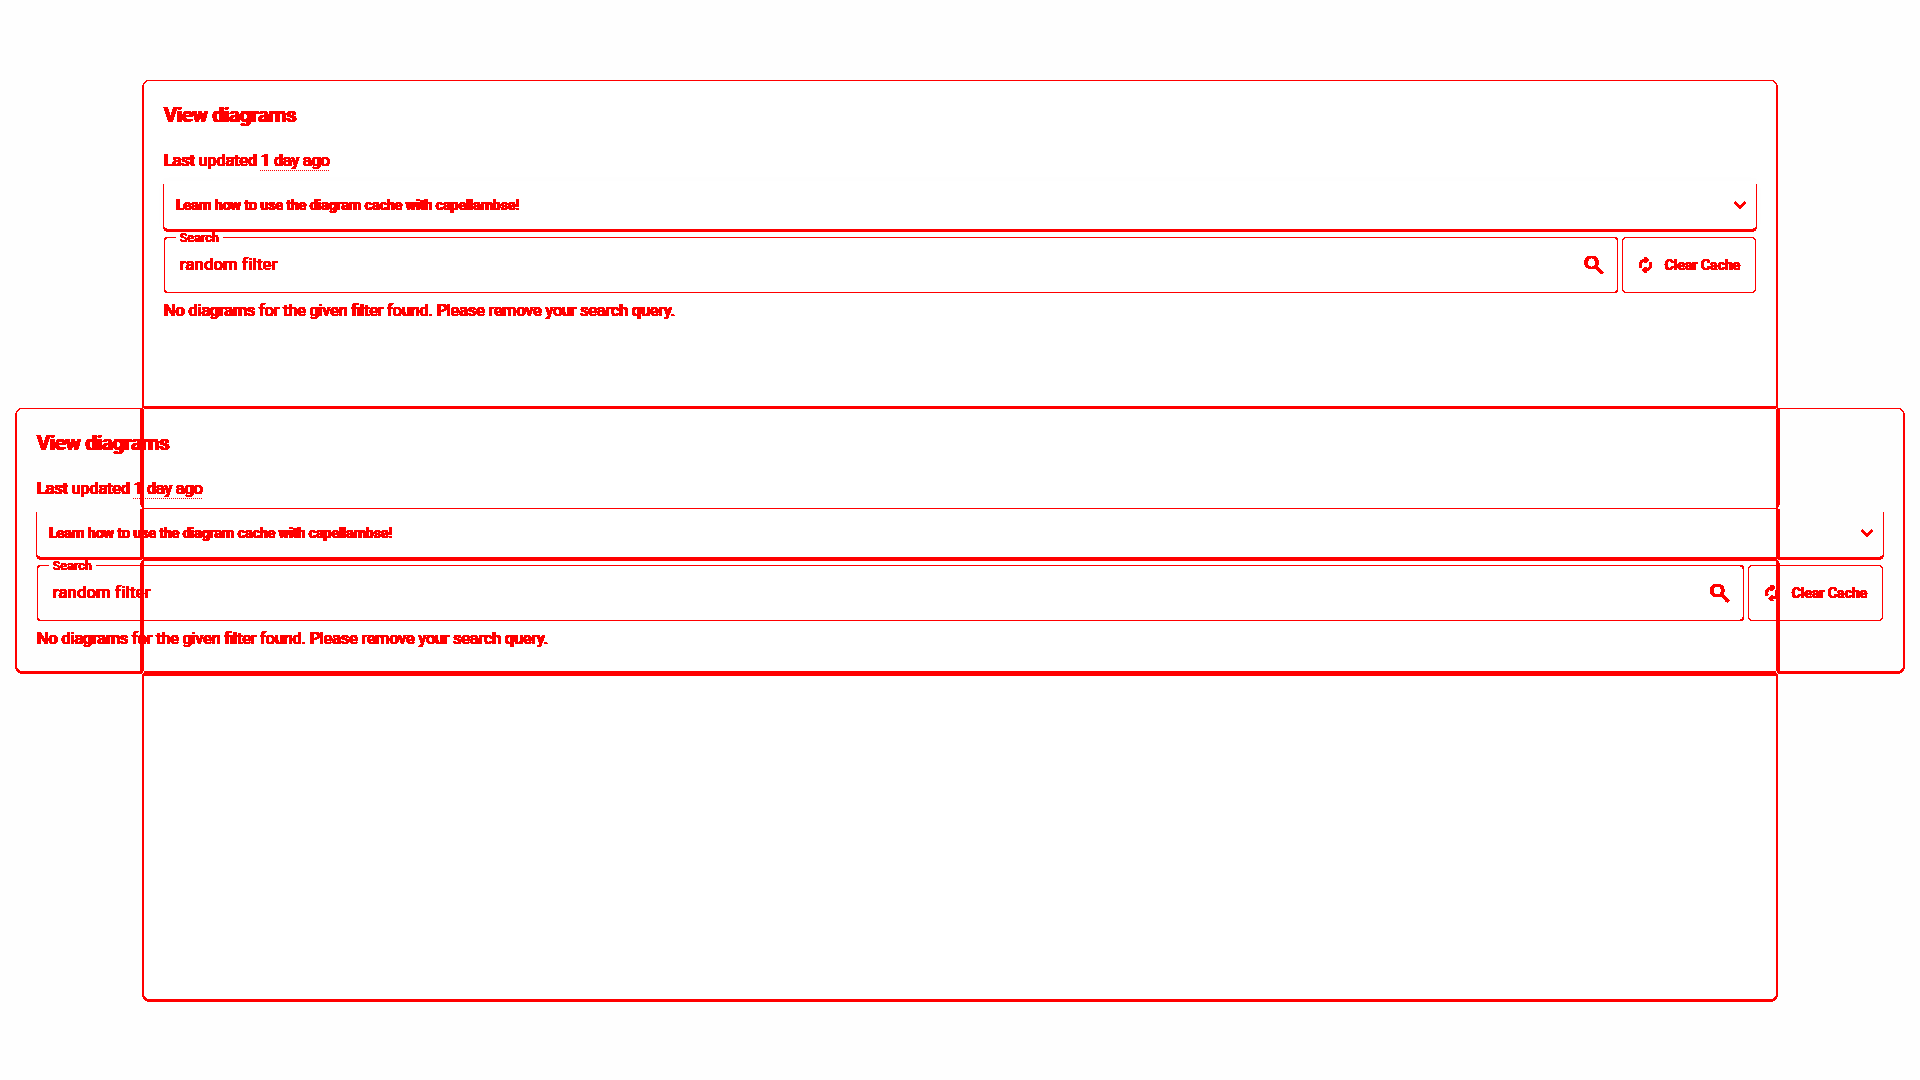 View diagrams
Last updated 1 day ago
Learn how to use the diagram cache with capellambse!
Search
random filter
Clear Cache
No diagrams for the given filter found. Please remove your search query.
View diagrams
Last updated 1 day ago
Learn how to use the diagram cache with capellambse!
Search
random filter
Clear Cache
No diagrams for the given filter found. Please remove your search query.